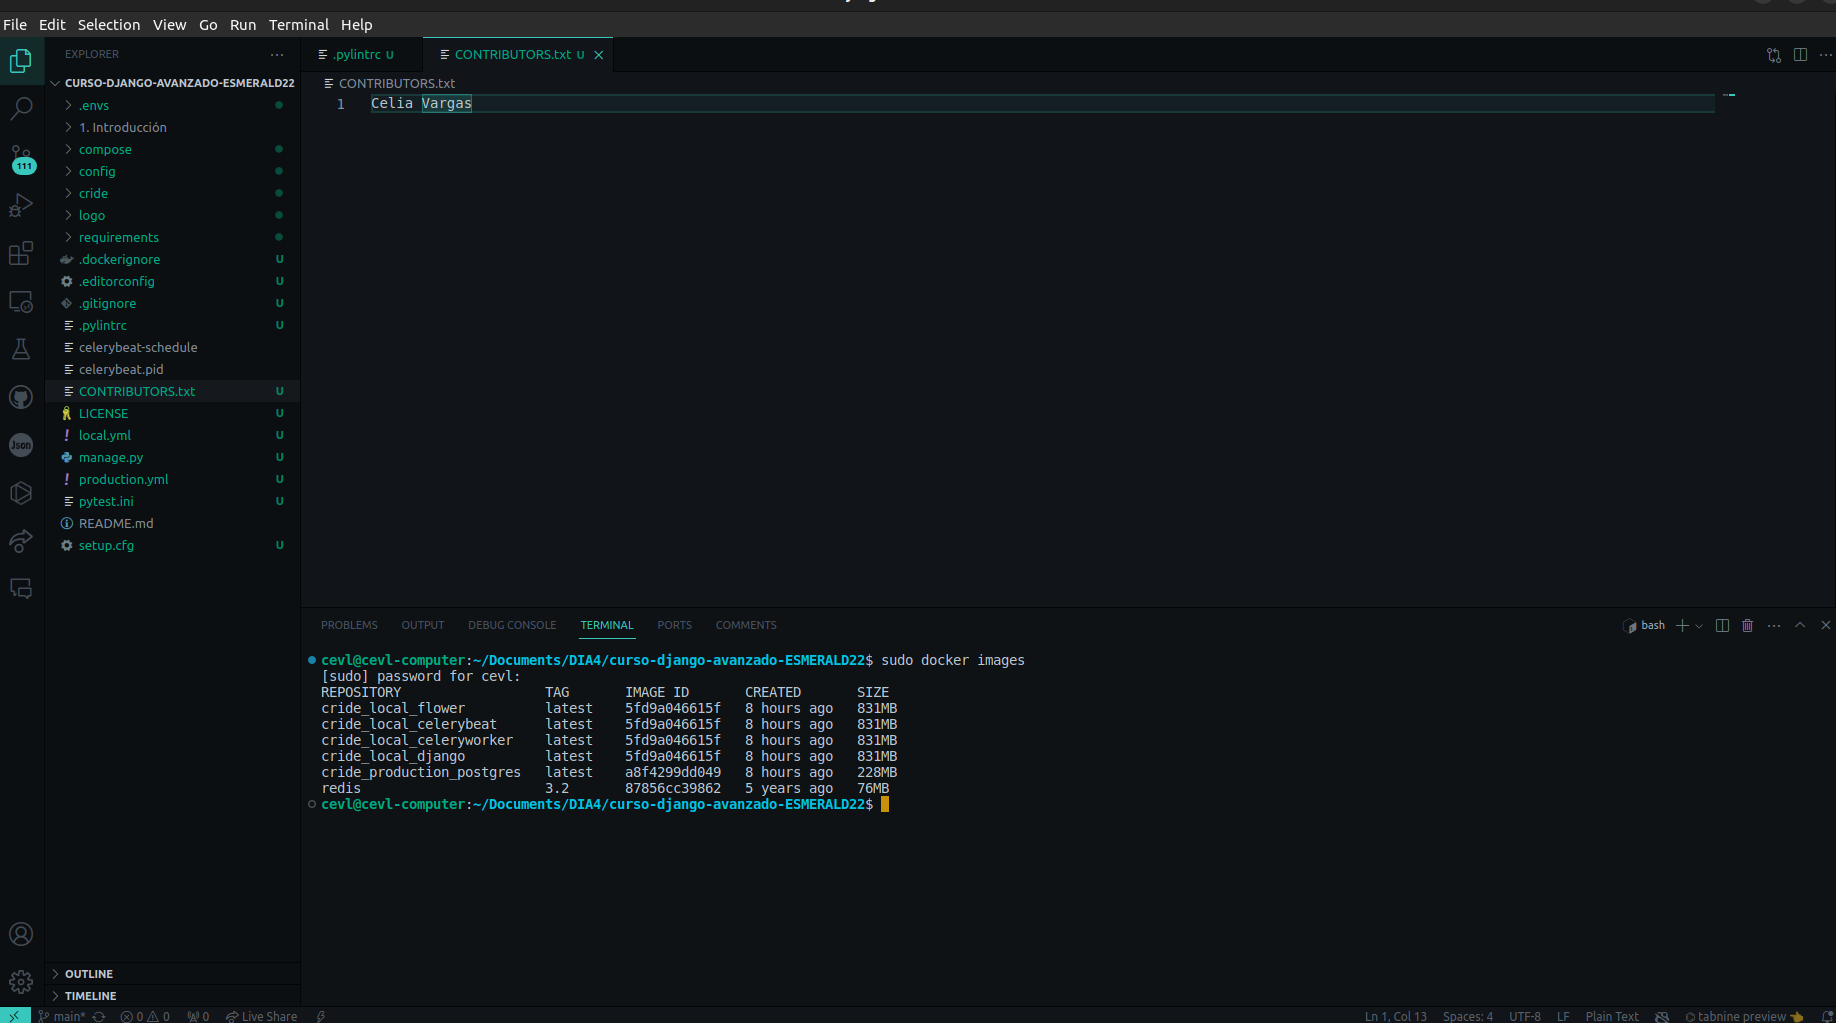 File Edit Selection View Go Run Terminal Help
EXPLORER
CURSO-DJANGO-AVANZADO-ESMERALD22
.envs
1. Introducción
compose
config
cride
logo
requirements
.dockerignore U
.editorconfig U
.gitignore U
.pylintrc U
celerybeat-schedule
celerybeat.pid
CONTRIBUTORS.txt U
LICENSE U
local.yml U
manage.py U
production.yml U
pytest.ini U
README.md
setup.cfg U
OUTLINE
TIMELINE
111
Json
.pylintrc U
CONTRIBUTORS.txt U
CONTRIBUTORS.txt
1 Celia Vargas
PROBLEMS OUTPUT DEBUG CONSOLE TERMINAL PORTS COMMENTS
bash
cevl@cevl-computer:~/Documents/DIA4/curso-django-avanzado-ESMERALD22$ sudo docker images
[sudo] password for cevl:
REPOSITORY TAG IMAGE ID CREATED SIZE
cride_local_flower latest 5fd9a046615f 8 hours ago 831MB
cride_local_celerybeat latest 5fd9a046615f 8 hours ago 831MB
cride_local_celeryworker latest 5fd9a046615f 8 hours ago 831MB
cride_local_django latest 5fd9a046615f 8 hours ago 831MB
cride_production_postgres latest a8f4299dd049 8 hours ago 228MB
redis 3.2 87856cc39862 5 years ago 76MB
cevl@cevl-computer:~/Documents/DIA4/curso-django-avanzado-ESMERALD22$
main* 0 0 0 Live Share
Ln 1, Col 13 Spaces: 4 UTF-8 LF Plain Text tabnine preview